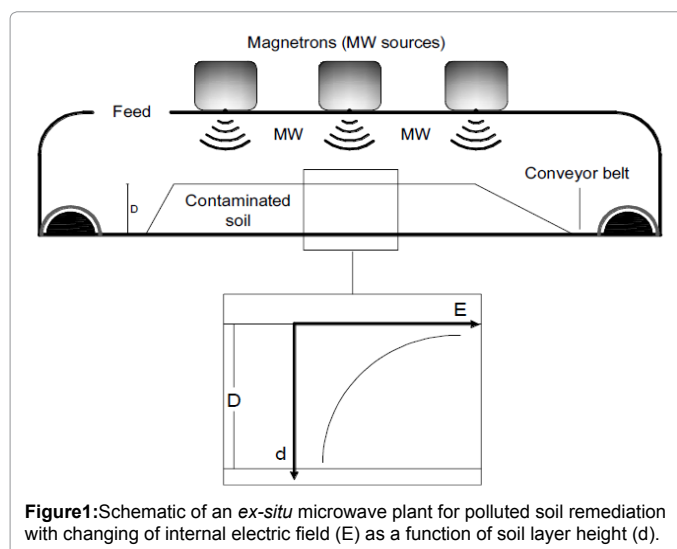 Magnetrons (MW sources)
Feed
MW
MW
Conveyor belt
D
Contaminated
soil
E
D
d
Figure1:Schematic of an ex-situ microwave plant for polluted soil remediation
with changing of internal electric field (E) as a function of soil layer height (d).